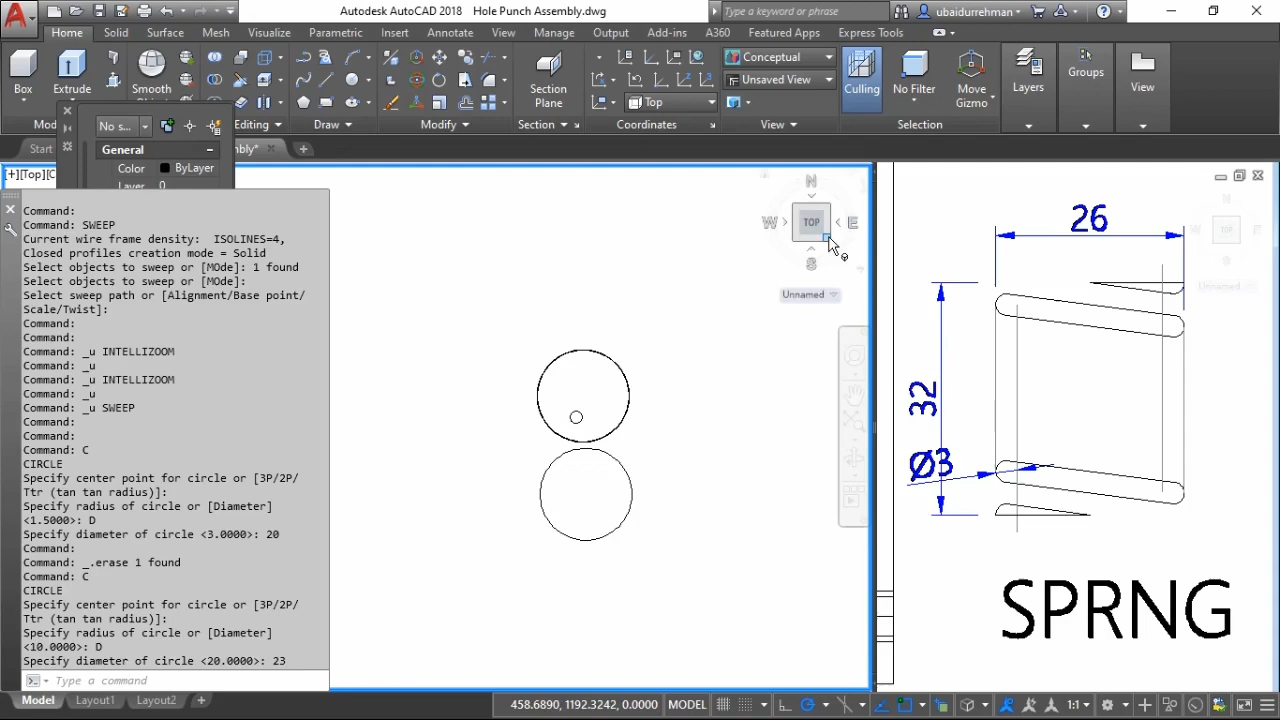 Autodesk AutoCAD 2018   Hole Punch Assembly.dwg
Type a keyword or phrase
ubaidurrehman
Home Solid Surface Mesh Visualize Parametric Insert Annotate View Manage Output Add-ins A360 Featured Apps Express Tools
Box
Extrude
Smooth
Section
Plane
Conceptual
Unsaved View
Top
Culling
No Filter
Move
Gizmo
Layers
Groups
View
Editing
Draw
Modify
Section
Coordinates
View
Selection
Start
No s...
General
Color ByLayer
Layer 0
[+][Top]
Command:
Command: SWEEP
Current wire frame density:  ISOLINES=4,
Closed profiles creation mode = Solid
Select objects to sweep or [MOde]: 1 found
Select objects to sweep or [MOde]:
Select sweep path or [Alignment/Base point/
Scale/Twist]:
Command:
Command:
Command: _u INTELLIZOOM
Command: _u
Command: _u INTELLIZOOM
Command: _u
Command: _u SWEEP
Command:
Command:
Command: C
CIRCLE
Specify center point for circle or [3P/2P/
Ttr (tan tan radius)]:
Specify radius of circle or [Diameter]
<1.5000>: D
Specify diameter of circle <3.0000>: 20
Command:
Command: _.erase 1 found
Command: C
CIRCLE
Specify center point for circle or [3P/2P/
Ttr (tan tan radius)]:
Specify radius of circle or [Diameter]
<10.0000>: D
Specify diameter of circle <20.0000>: 23
Type a command
N
W TOP E
S
Unnamed
26
32
Ø3
SPRNG
TOP
Unnamed
Model Layout1 Layout2
458.6890, 1192.3242, 0.0000 MODEL
1:1